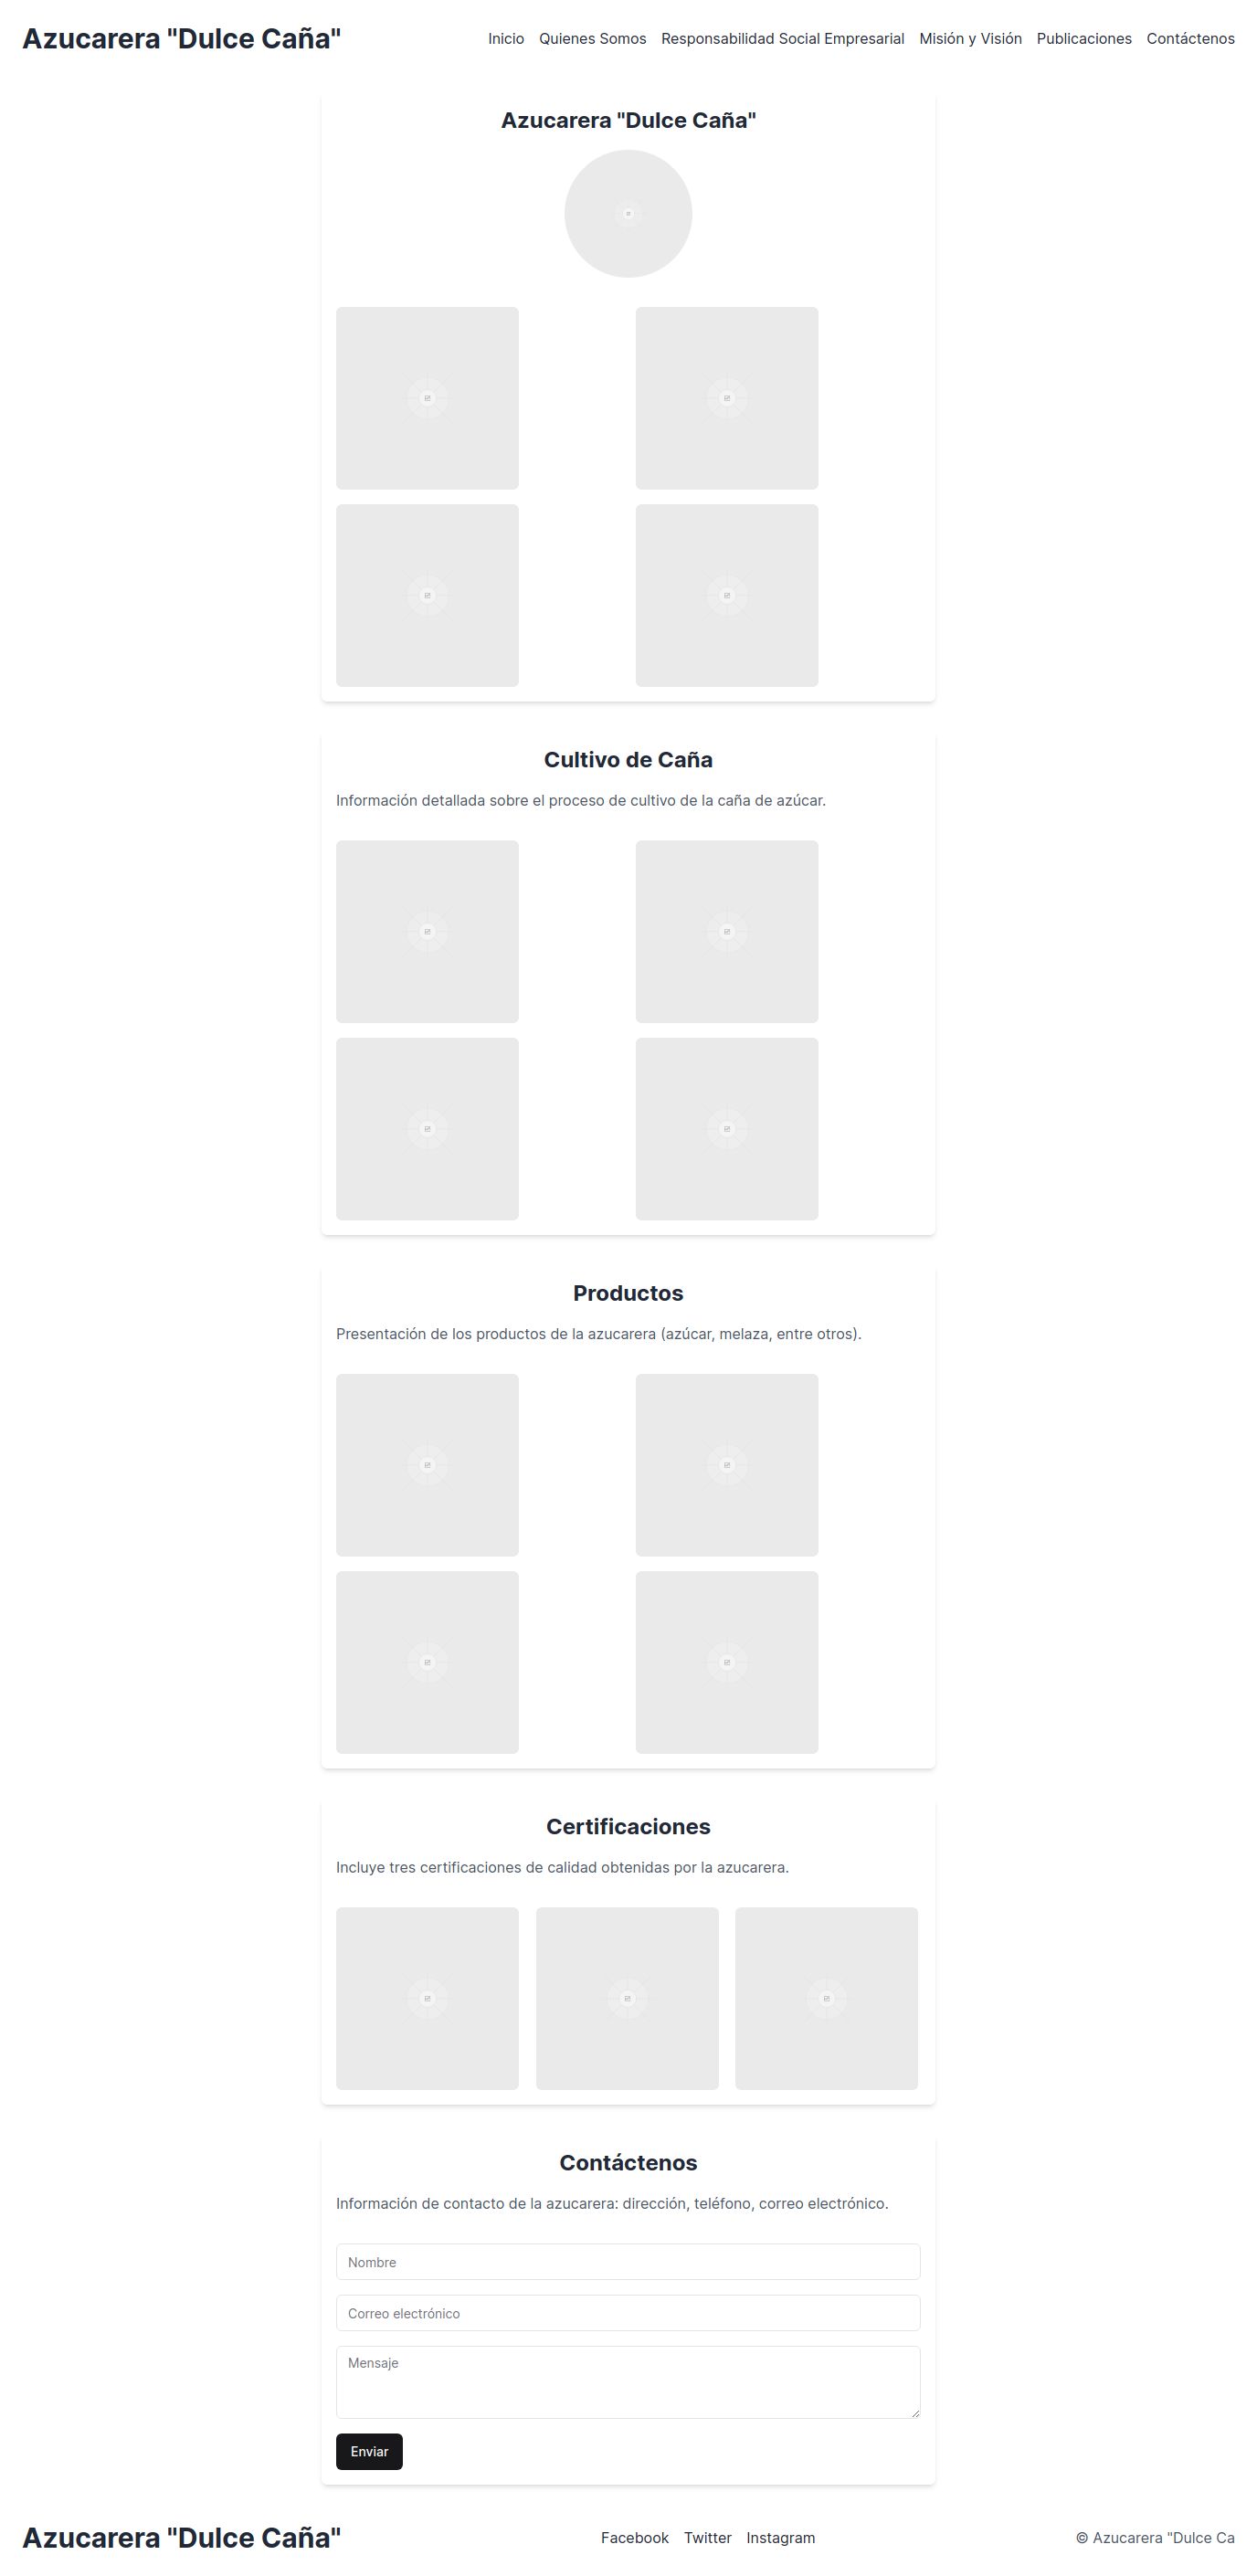 Azucarera "Dulce Caña"
Inicio Quienes Somos Responsabilidad Social Empresarial Misión y Visión Publicaciones Contáctenos
Azucarera "Dulce Caña"
Cultivo de Caña
Información detallada sobre el proceso de cultivo de la caña de azúcar.
Productos
Presentación de los productos de la azucarera (azúcar, melaza, entre otros).
Certificaciones
Incluye tres certificaciones de calidad obtenidas por la azucarera.
Contáctenos
Información de contacto de la azucarera: dirección, teléfono, correo electrónico.
Nombre
Correo electrónico
Mensaje
Enviar
Azucarera "Dulce Caña"
Facebook Twitter Instagram
© Azucarera "Dulce Ca